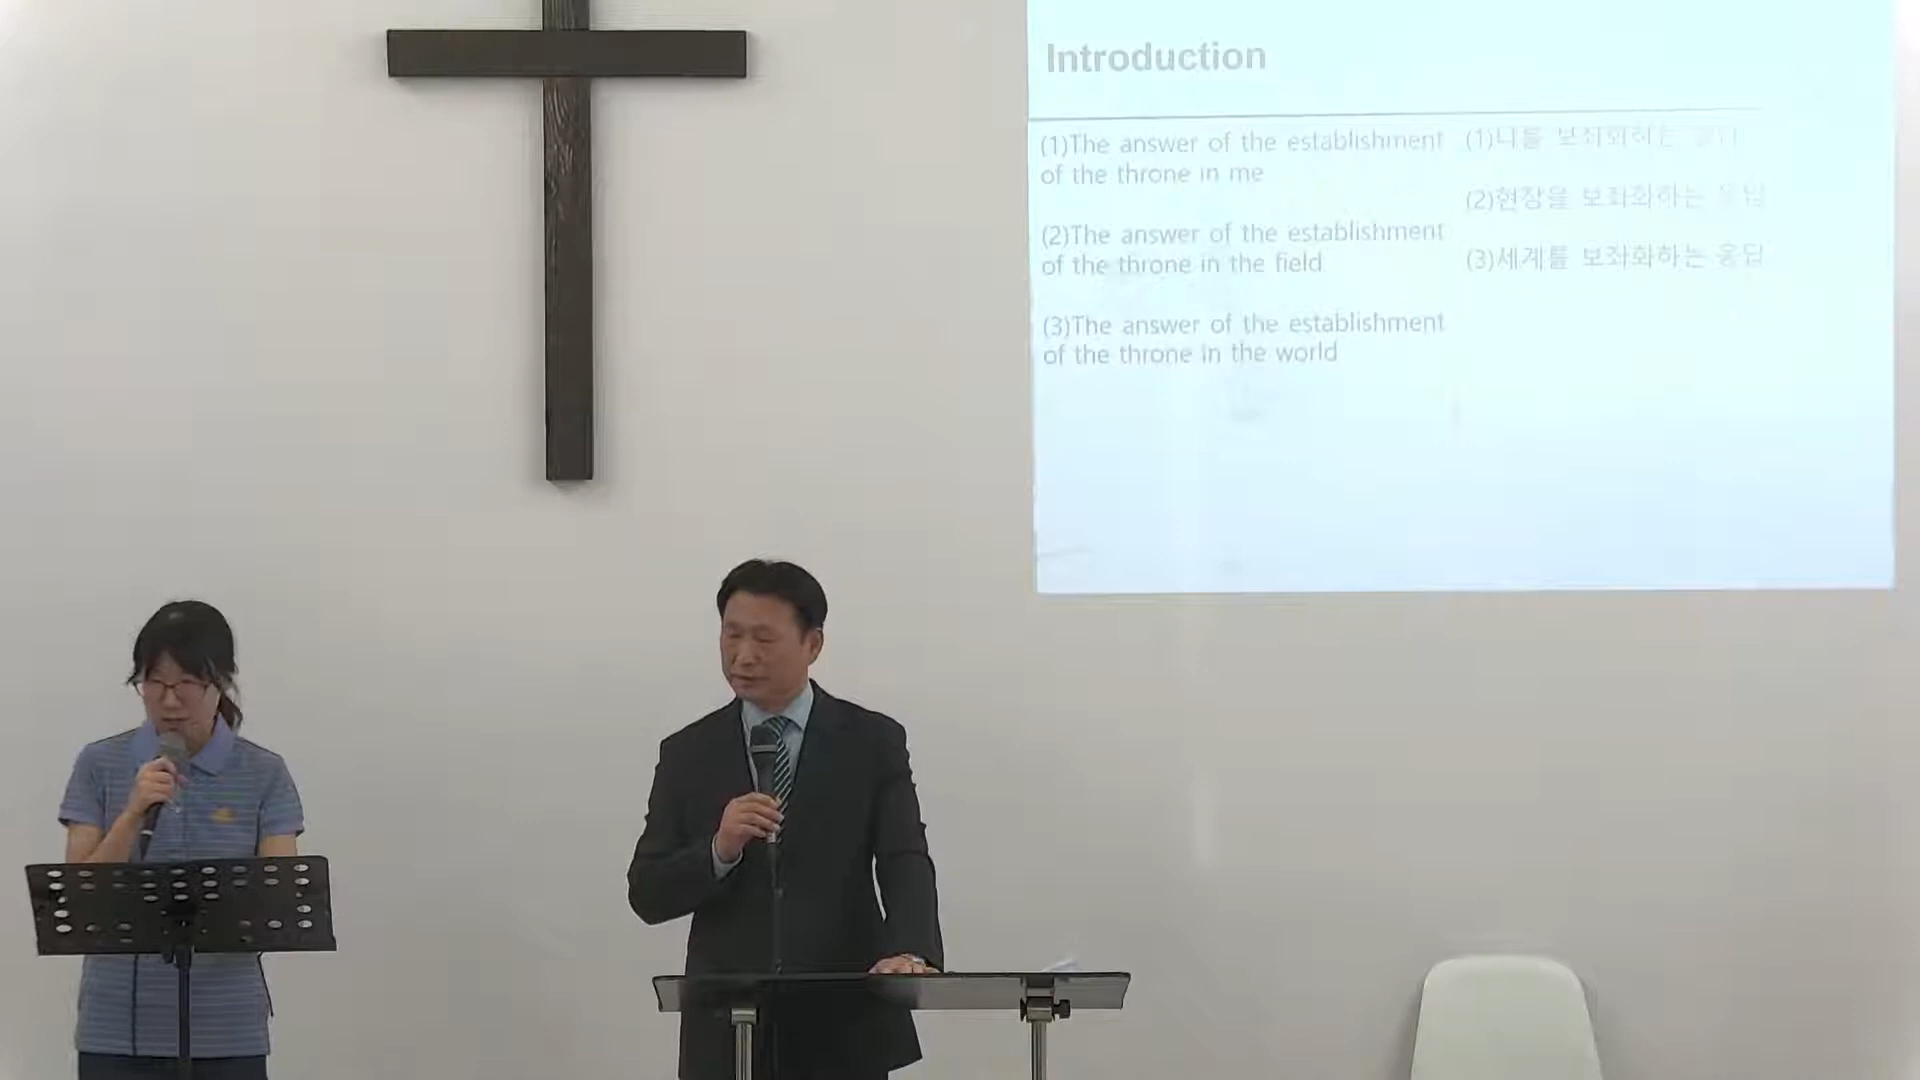 Introduction
(1)The answer of the establishment
of the throne in me
(2)The answer of the establishment
of the throne in the field
(3)The answer of the establishment
of the throne in the world
(1)나를 보좌화하는
(2)현장을 보좌화하는 응답
(3)세계를 보좌화하는 응답